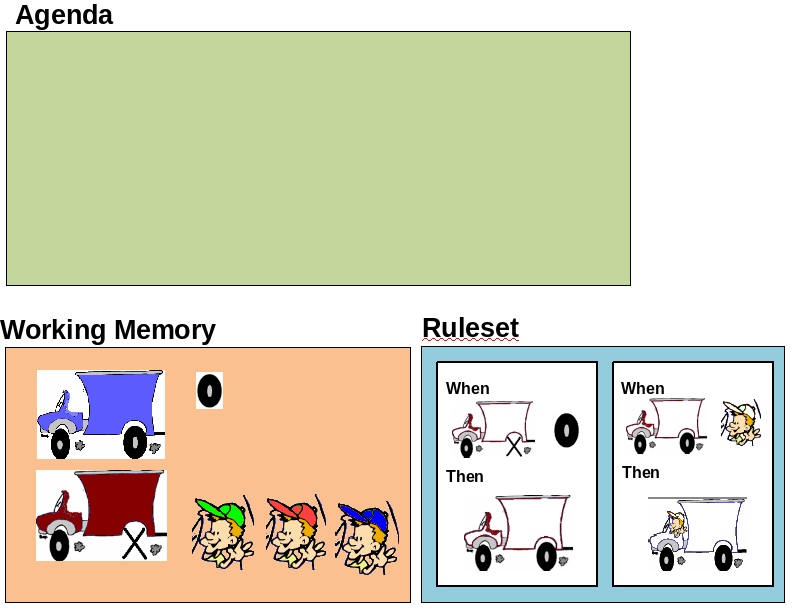 Agenda
Working Memory
Ruleset
When
When
Then
Then